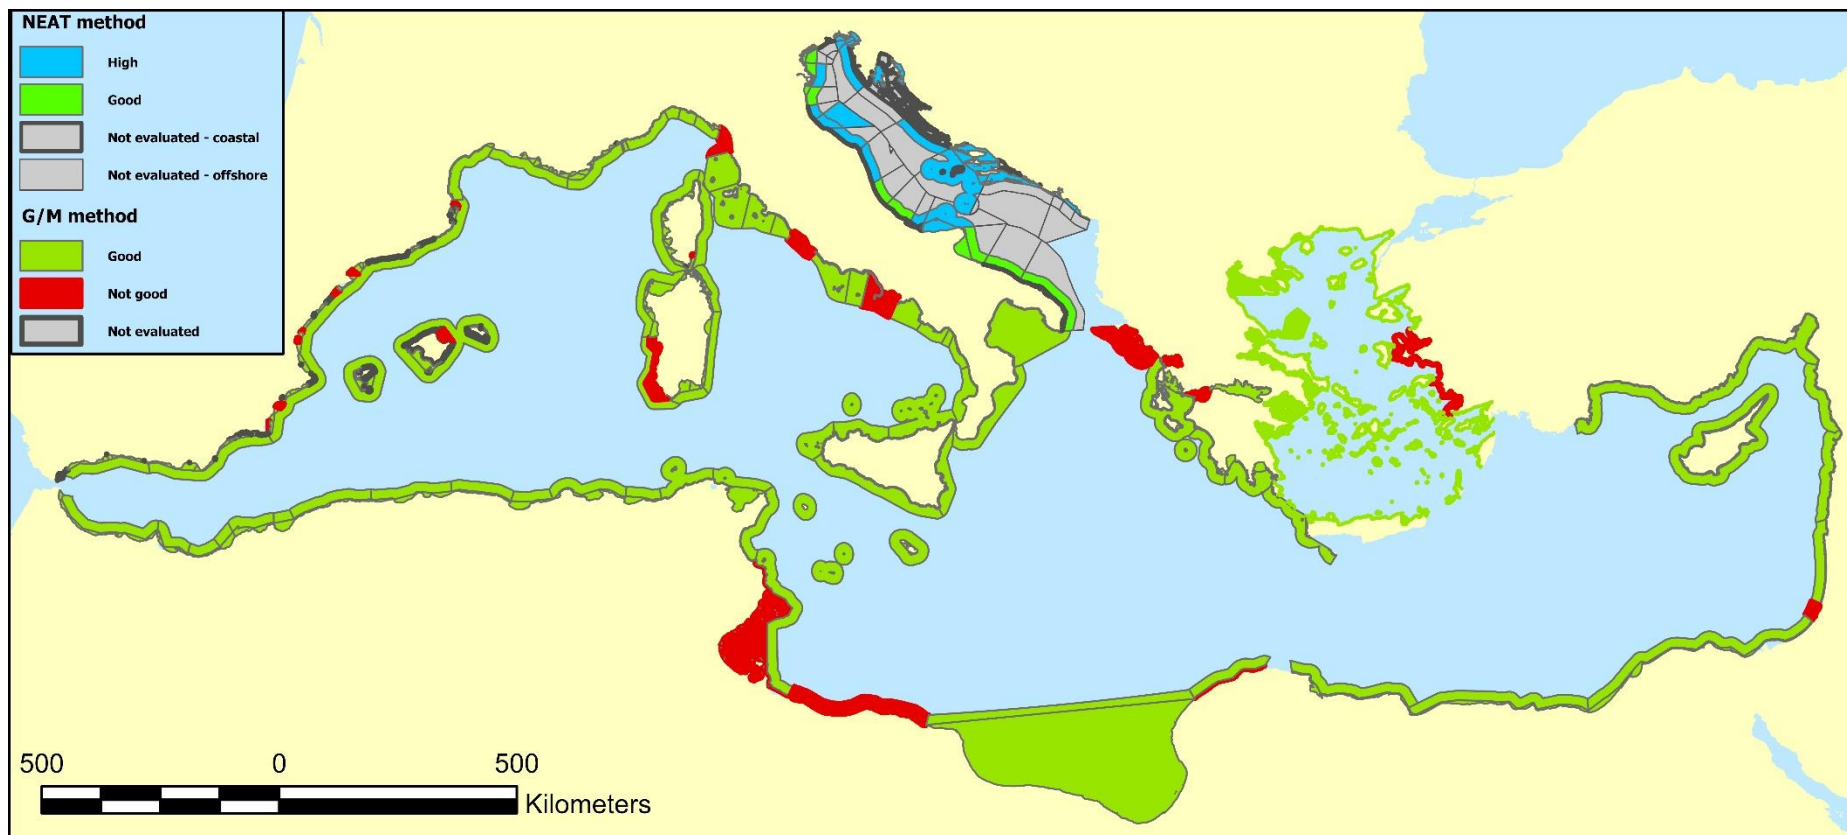 NEAT method
High
Good
Not evaluated - coastal
Not evaluated - offshore
G/M method
Good
Not good
Not evaluated
500 0 500
Kilometers